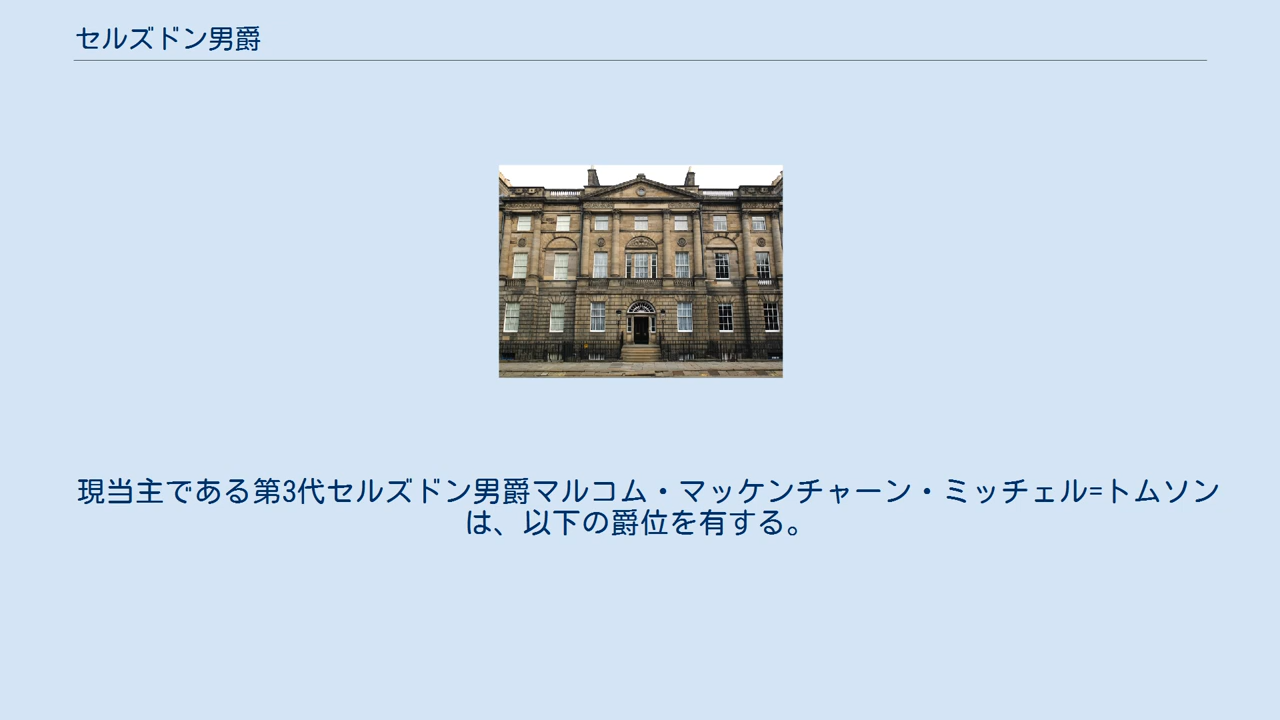 セルズドン男爵
現当主である第3代セルズドン男爵マルコム・マッケンチャーン・ミッチェル=トムソン
は、以下の爵位を有する。